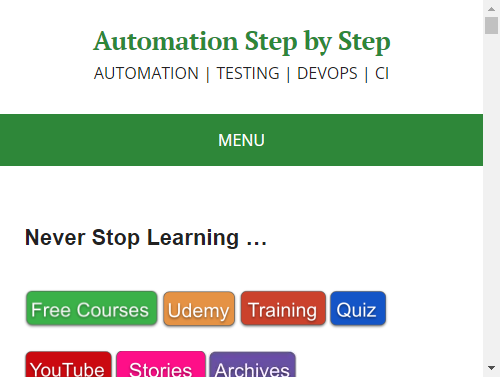 Automation Step by Step
AUTOMATION | TESTING | DEVOPS | CI
MENU
Never Stop Learning …
Free Courses Udemy Training Quiz
YouTube Stories Archives